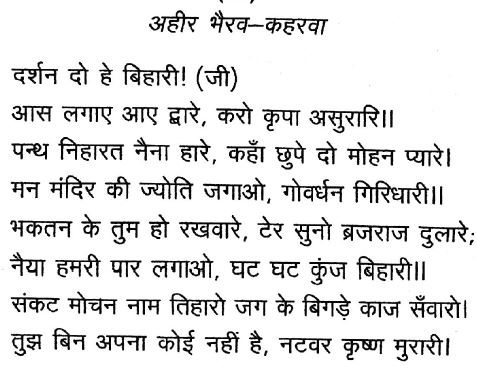 अहीर भैरव–कहरवा
दर्शन दो हे बिहारी! (जी)
आस लगाए आए द्वारे, करो कृपा असुरारि॥
पन्थ निहारत नैना हारे, कहाँ छुपे दो मोहन प्यारे।
मन मंदिर की ज्योति जगाओ, गोवर्धन गिरिधारी॥
भकतन के तुम हो रखवारे, टेर सुनो ब्रजराज दुलारे;
नैया हमरी पार लगाओ, घट घट कुंज बिहारी॥
संकट मोचन नाम तिहारो जग के बिगड़े काज सँवारो।
तुझ बिन अपना कोई नहीं है, नटवर कृष्ण मुरारी।